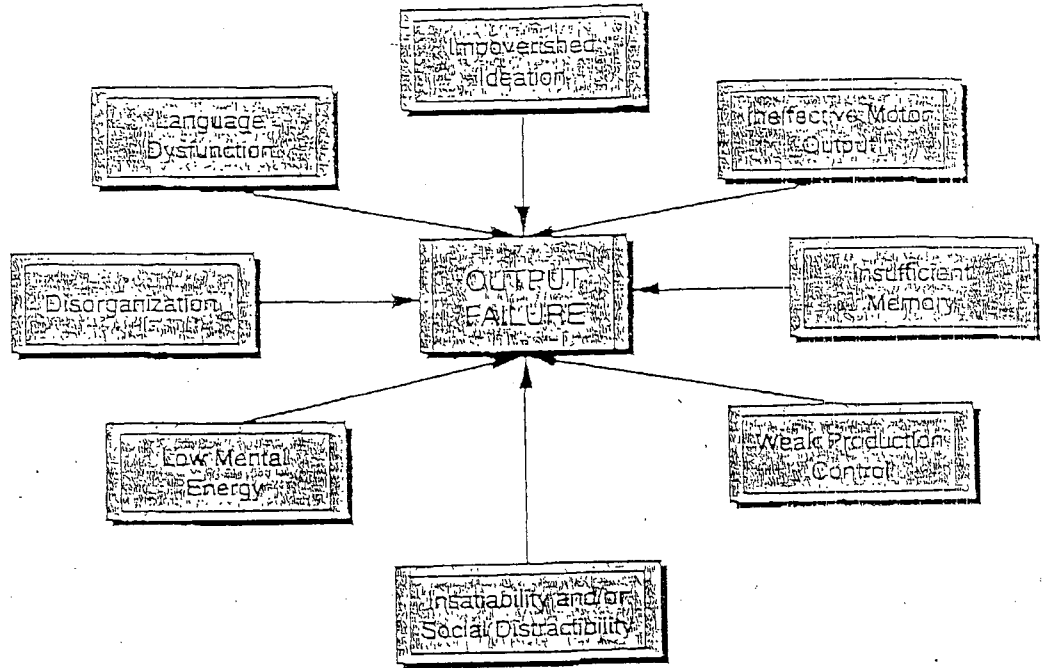 Impoverished
Ideation
Language
Dysfunction
Ineffective Motor
Output
OUTPUT
FAILURE
Disorganization
Insufficient
Memory
Low Mental
Energy
Weak Production
Control
Insatiability and/or
Social Distractibility